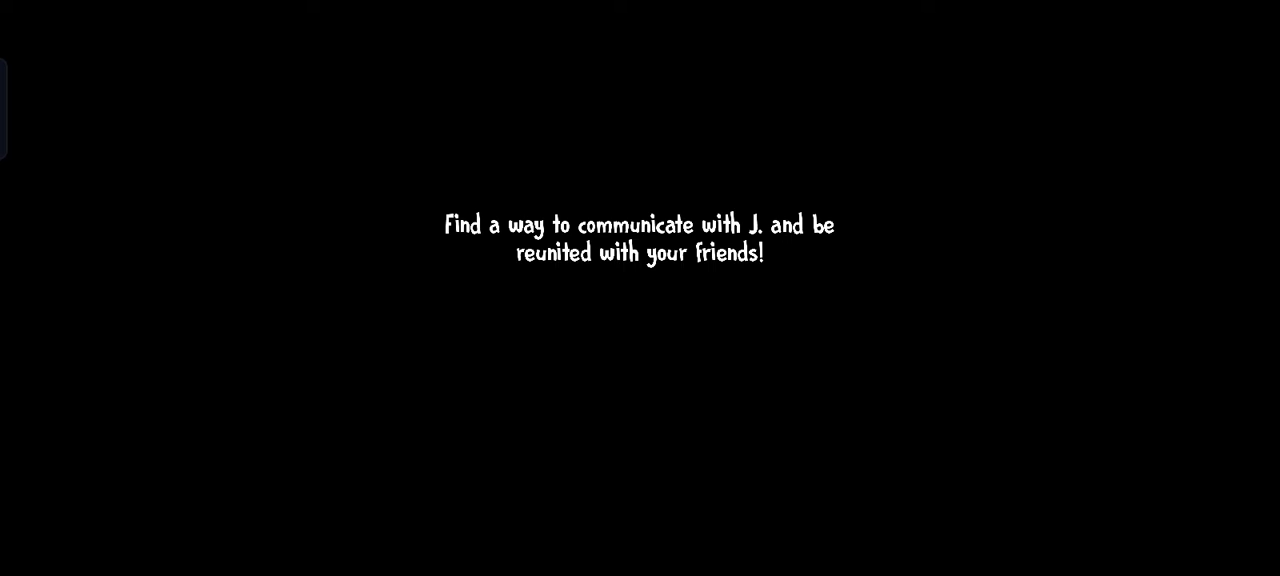 Find a way to communicate with J. and be
reunited with your friends!